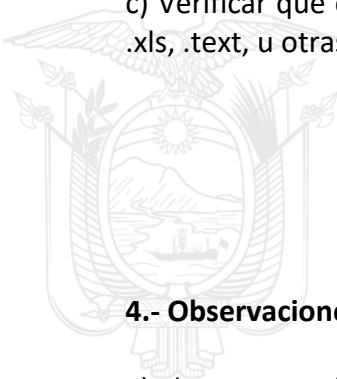 c) Verificar que
.xls, .text, u otras
4.- Observacione